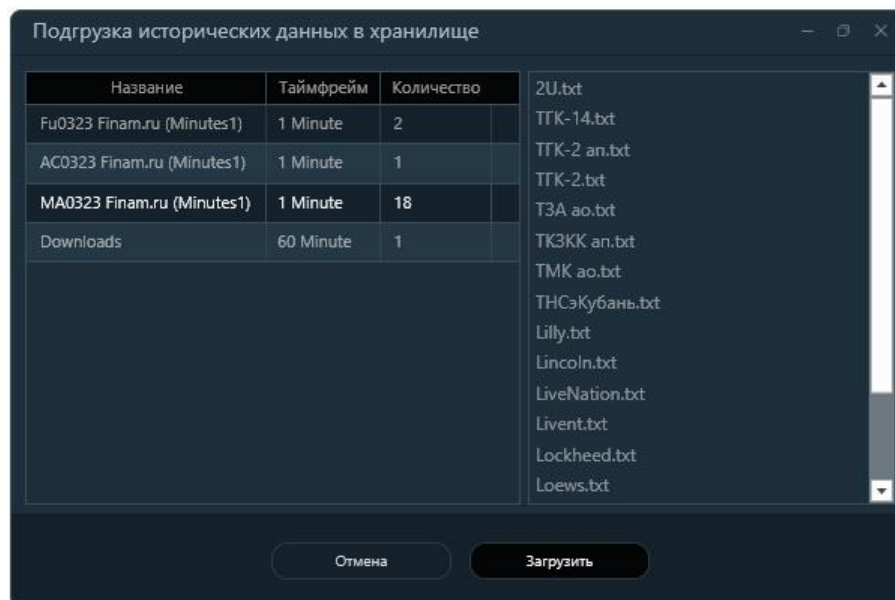 Подгрузка исторических данных в хранилище
Название Таймфрейм Количество
Fu0323 Finam.ru (Minutes1) 1 Minute 2
AC0323 Finam.ru (Minutes1) 1 Minute 1
MA0323 Finam.ru (Minutes1) 1 Minute 18
Downloads 60 Minute 1
2U.txt
ТГК-14.txt
ТГК-2 ап.txt
ТГК-2.txt
ТЗА ао.txt
ТКЗКК ап.txt
ТМК ао.txt
ТНСэКубань.txt
Lilly.txt
Lincoln.txt
LiveNation.txt
Livent.txt
Lockheed.txt
Loews.txt
Отмена Загрузить